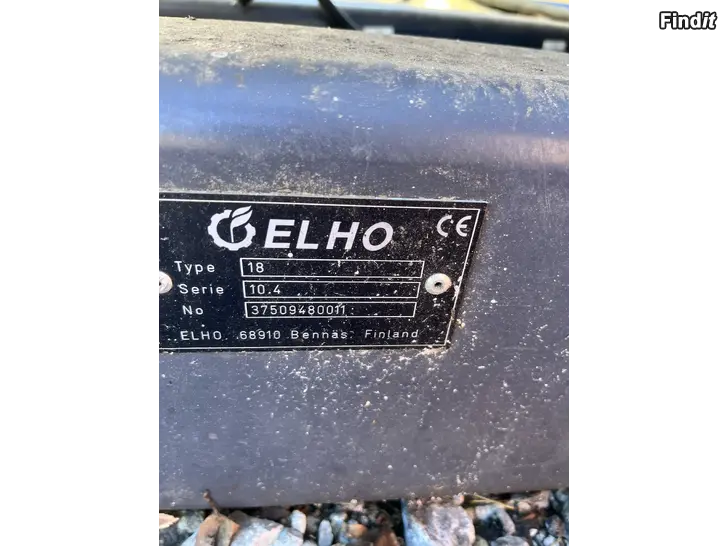 Findit
ELHO CE
Type 18
Serie 10.4
No 37509480011
ELHO 68910 Bennäs Finland